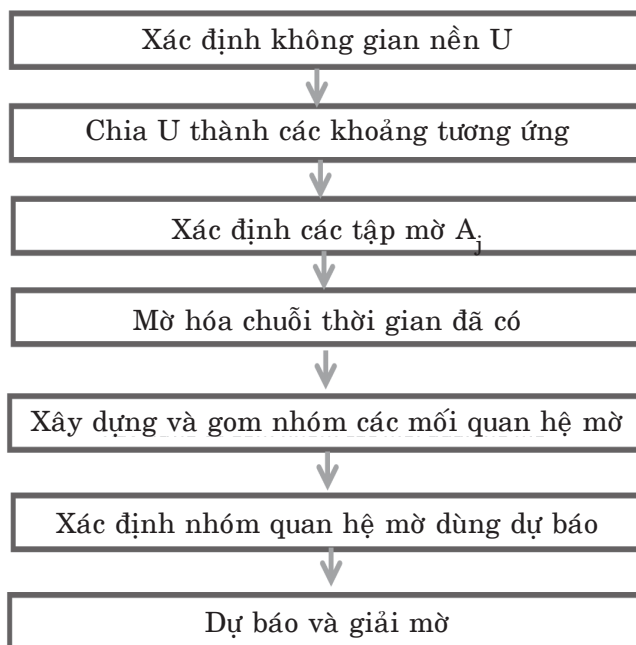 Xác định không gian nền U
Chia U thành các khoảng tương ứng
Xác định các tập mờ Aj
Mờ hóa chuỗi thời gian đã có
Xây dựng và gom nhóm các mối quan hệ mờ
Xác định nhóm quan hệ mờ dùng dự báo
Dự báo và giải mờ